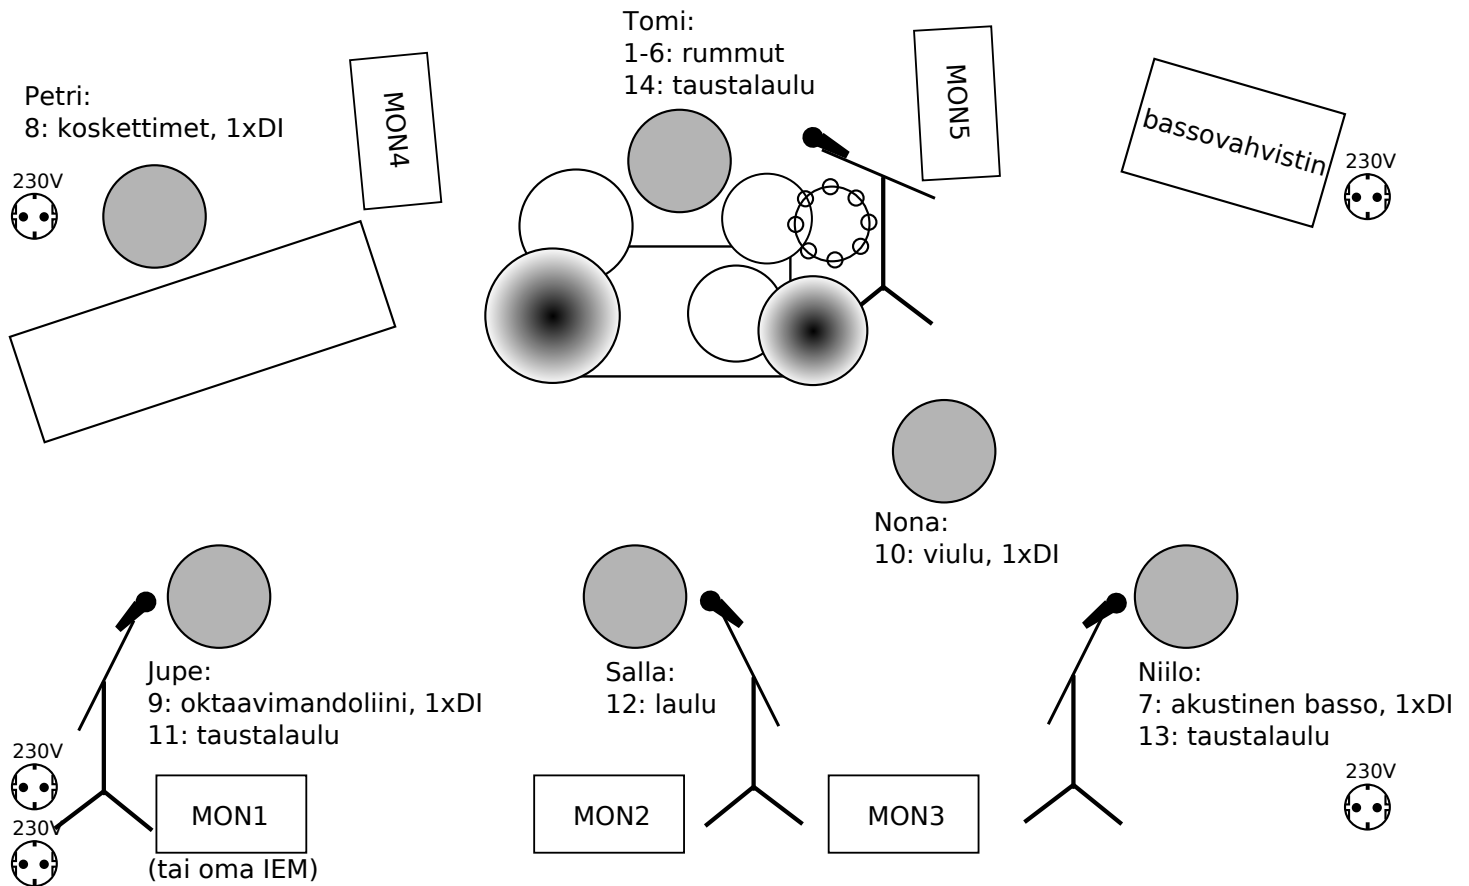 Tomi:
1-6: rummut
14: taustalaulu
MON5
MON4
Petri:
8: koskettimet, 1xDI
230V
bassovahvistin
230V
Nona:
10: viulu, 1xDI
Jupe:
9: oktaavimandoliini, 1xDI
11: taustalaulu
Salla:
12: laulu
Niilo:
7: akustinen basso, 1xDI
13: taustalaulu
230V
230V
230V
MON1
(tai oma IEM)
MON2
MON3